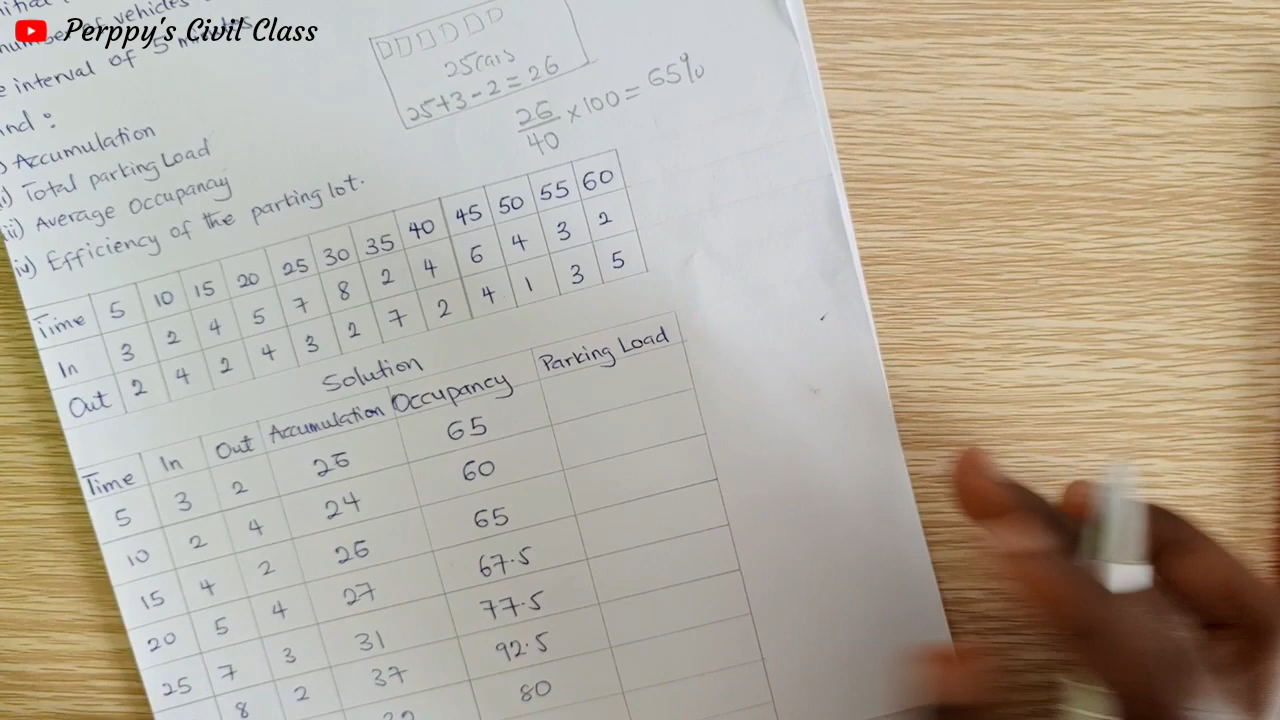 Perppy's Civil Class
of vehicles
interval of 5
25 Cars
25+3-2=26
26/40 ×100=65%
Accumulation
Total parking Load
Average Occupancy
iv) Efficiency of the parking lot.
Time 5 10 15 20 25 30 35 40 45 50 55 60
In 3 2 4 5 7 8 2 4 6 4 3 2
Out 2 4 2 4 3 2 7 2 4 1 3 5
Solution
Time In Out Accumulation Occupancy Parking Load
5 3 2 26 65
10 2 4 24 60
15 4 2 26 65
20 5 4 27 67.5
25 7 3 31 77.5
8 2 37 92.5
80